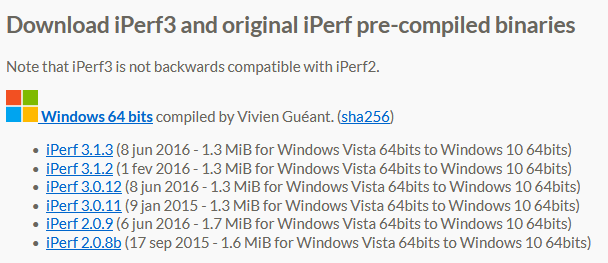 Download iPerf3 and original iPerf pre-compiled binaries
Note that iPerf3 is not backwards compatible with iPerf2.
Windows 64 bits compiled by Vivien Guéant. (sha256)
• iPerf 3.1.3 (8 jun 2016 - 1.3 MiB for Windows Vista 64bits to Windows 10 64bits)
• iPerf 3.1.2 (1 fev 2016 - 1.3 MiB for Windows Vista 64bits to Windows 10 64bits)
• iPerf 3.0.12 (8 jun 2016 - 1.3 MiB for Windows Vista 64bits to Windows 10 64bits)
• iPerf 3.0.11 (9 jan 2015 - 1.3 MiB for Windows Vista 64bits to Windows 10 64bits)
• iPerf 2.0.9 (6 jun 2016 - 1.7 MiB for Windows Vista 64bits to Windows 10 64bits)
• iPerf 2.0.8b (17 sep 2015 - 1.6 MiB for Windows Vista 64bits to Windows 10 64bits)